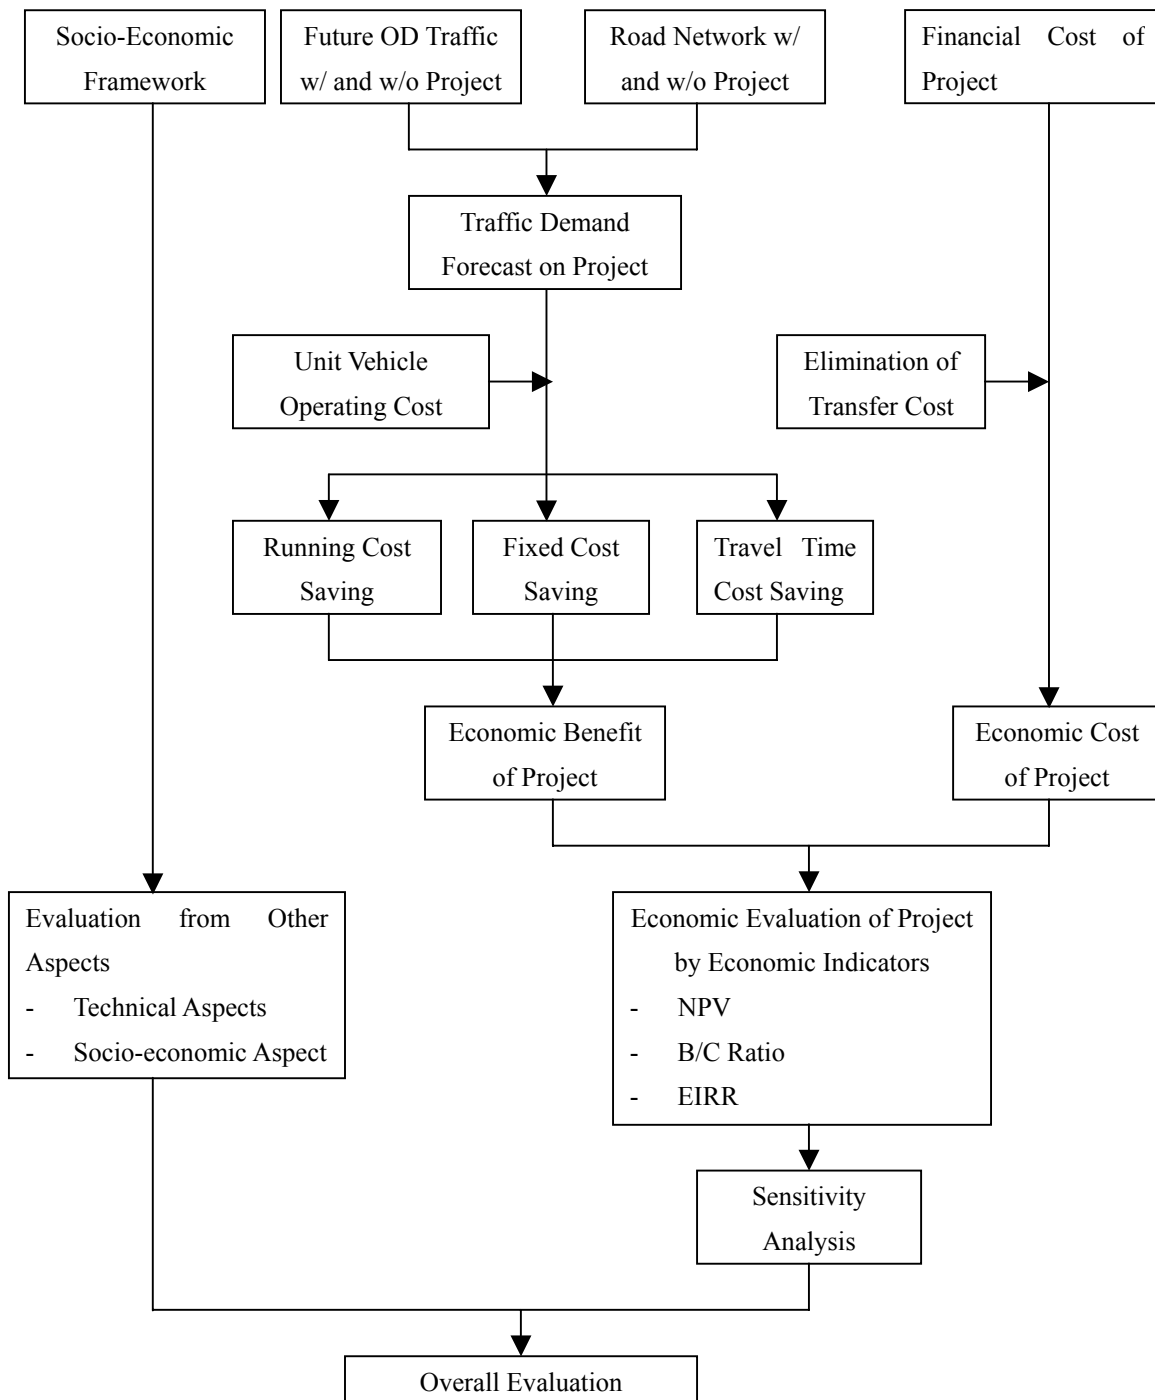 Socio-Economic
Framework
Future OD Traffic
w/ and w/o Project
Road Network w/
and w/o Project
Financial Cost of
Project
Traffic Demand
Forecast on Project
Unit Vehicle
Operating Cost
Elimination of
Transfer Cost
Running Cost
Saving
Fixed Cost
Saving
Travel Time
Cost Saving
Economic Benefit
of Project
Economic Cost
of Project
Evaluation from Other
Aspects
- Technical Aspects
- Socio-economic Aspect
Economic Evaluation of Project
by Economic Indicators
- NPV
- B/C Ratio
- EIRR
Sensitivity
Analysis
Overall Evaluation